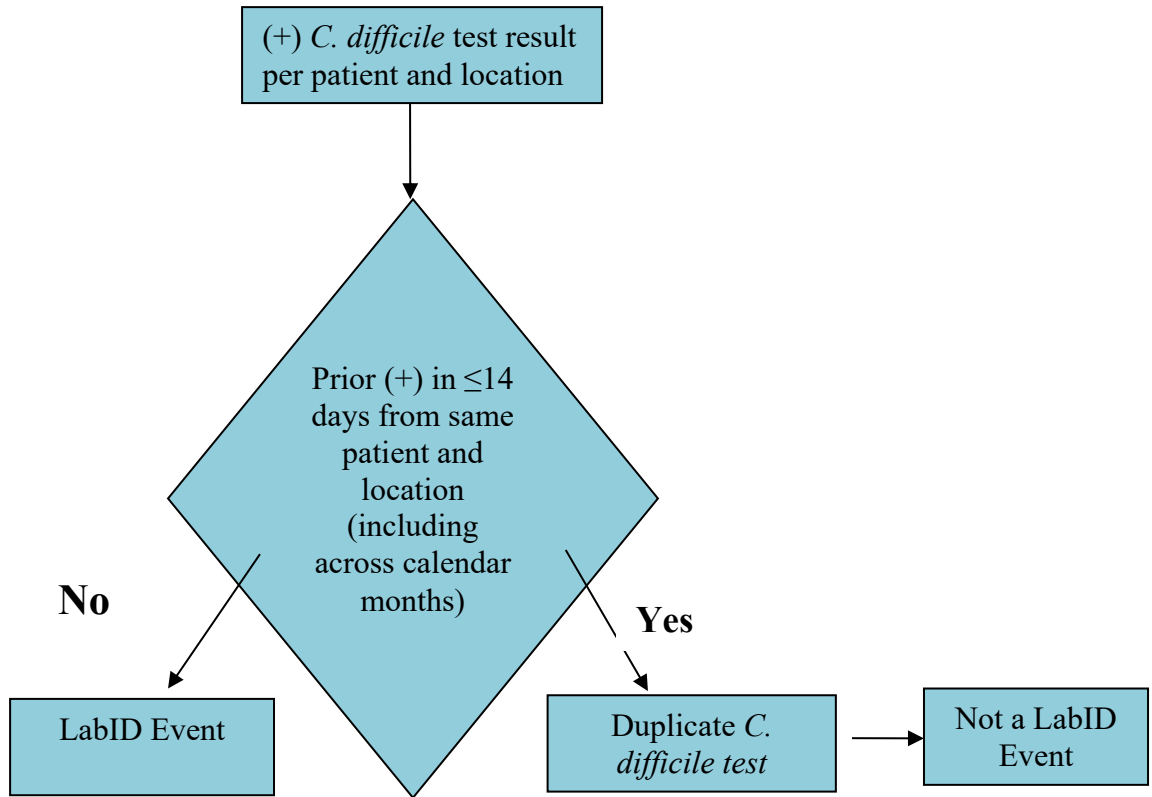 (+) C. difficile test result
per patient and location
Prior (+) in ≤14
days from same
patient and
location
(including
across calendar
months)
No
Yes
LabID Event
Duplicate C.
difficile test
Not a LabID
Event